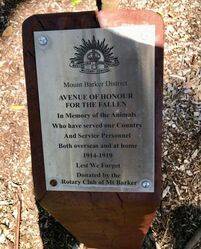 Mount Barker District
AVENUE OF HONOUR
FOR THE FALLEN
In Memory of the Animals
Who have served our Country
And Service Personnel
Both overseas and at home
1914-1919
Lest We Forget
Donated by the
Rotary Club of Mt Barker